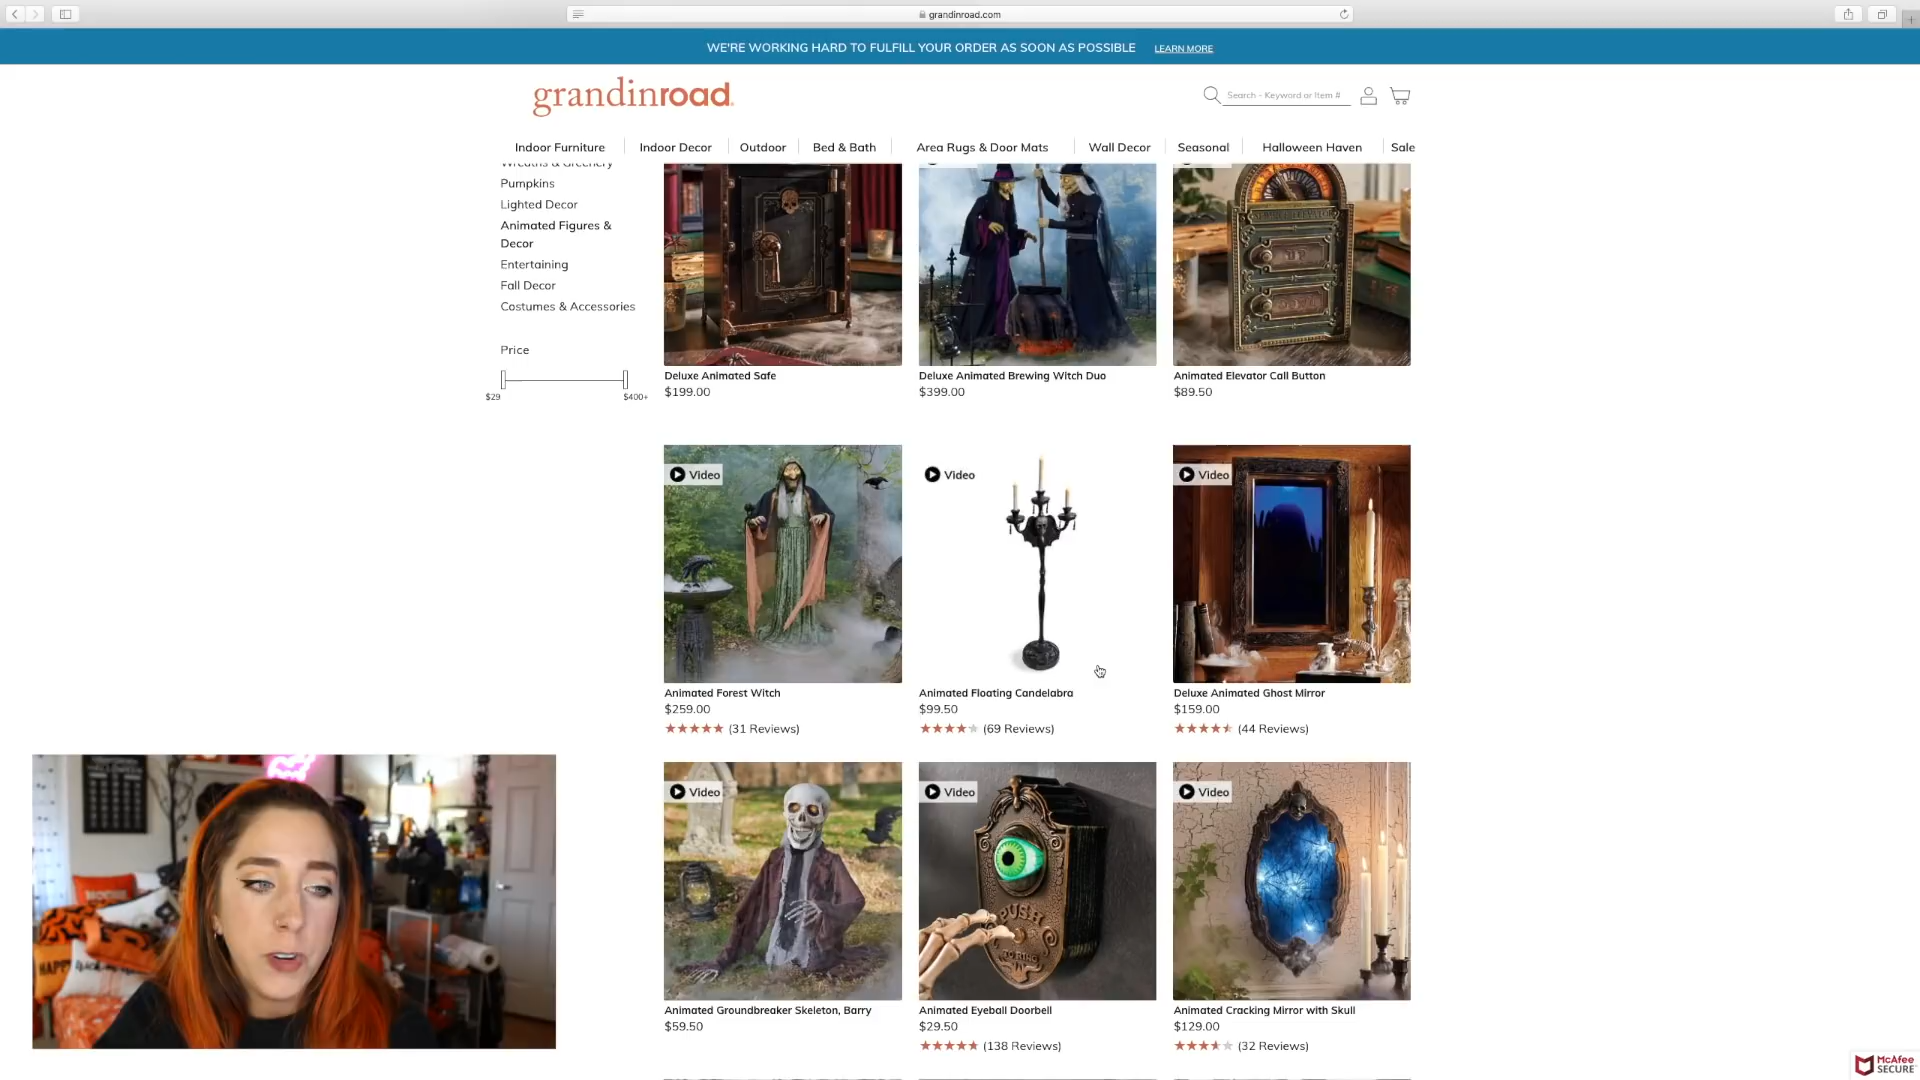 grandinroad.com
WE'RE WORKING HARD TO FULFILL YOUR ORDER AS SOON AS POSSIBLE LEARN MORE
grandinroad
Search - Keyword or Item #
Indoor Furniture
Indoor Decor
Outdoor
Bed & Bath
Area Rugs & Door Mats
Wall Decor
Seasonal
Halloween Haven
Sale
Wreaths & Greenery
Pumpkins
Lighted Decor
Animated Figures &
Decor
Entertaining
Fall Decor
Costumes & Accessories
Price
$29 $400+
Deluxe Animated Safe
$199.00
Deluxe Animated Brewing Witch Duo
$399.00
Animated Elevator Call Button
$89.50
Video
Animated Forest Witch
$259.00
(31 Reviews)
Video
Animated Floating Candelabra
$99.50
(69 Reviews)
Video
Deluxe Animated Ghost Mirror
$159.00
(44 Reviews)
Video
Animated Groundbreaker Skeleton, Barry
$59.50
Video
PUSH
TO RING
Animated Eyeball Doorbell
$29.50
(138 Reviews)
Video
Animated Cracking Mirror with Skull
$129.00
(32 Reviews)
HAPPY
McAfee
SECURE